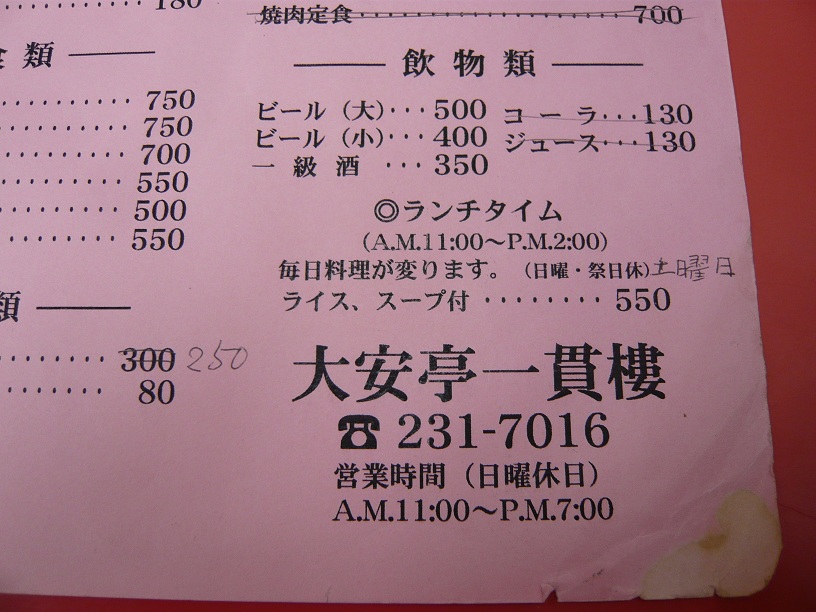 180
食類
750
750
700
550
500
550
類
300 250
80
焼肉定食 700
飲物類
ビール（大）・・・500
ビール（小）・・・400
一級酒 ・・・350
コーラ・・・130
ジュース・・・130
◎ランチタイム
(A.M.11:00〜P.M.2:00)
毎日料理が変ります。（日曜・祭日休）土曜日
ライス、スープ付 ・・・・・・・・ 550
大安亭一貫樓
☎ 231-7016
営業時間（日曜休日）
A.M.11:00〜P.M.7:00